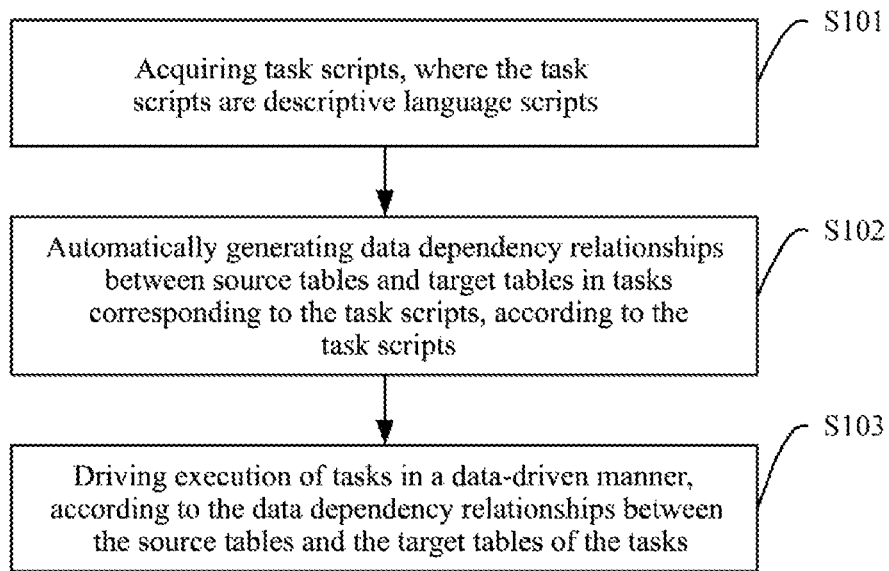 S101
Acquiring task scripts, where the task
scripts are descriptive language scripts
S102
Automatically generating data dependency relationships
between source tables and target tables in tasks
corresponding to the task scripts, according to the
task scripts
S103
Driving execution of tasks in a data-driven manner,
according to the data dependency relationships between
the source tables and the target tables of the tasks